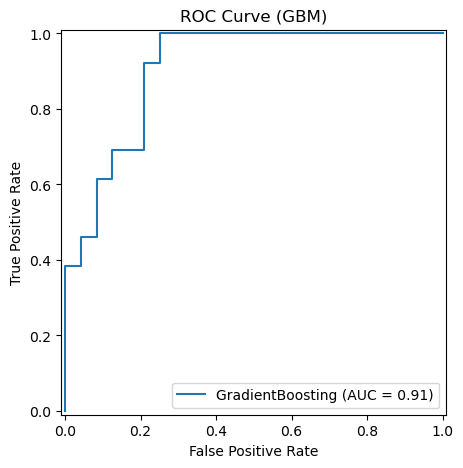 ROC Curve (GBM)
True Positive Rate
1.0
0.8
0.6
0.4
0.2
0.0
GradientBoosting (AUC = 0.91)
0.0 0.2 0.4 0.6 0.8 1.0
False Positive Rate